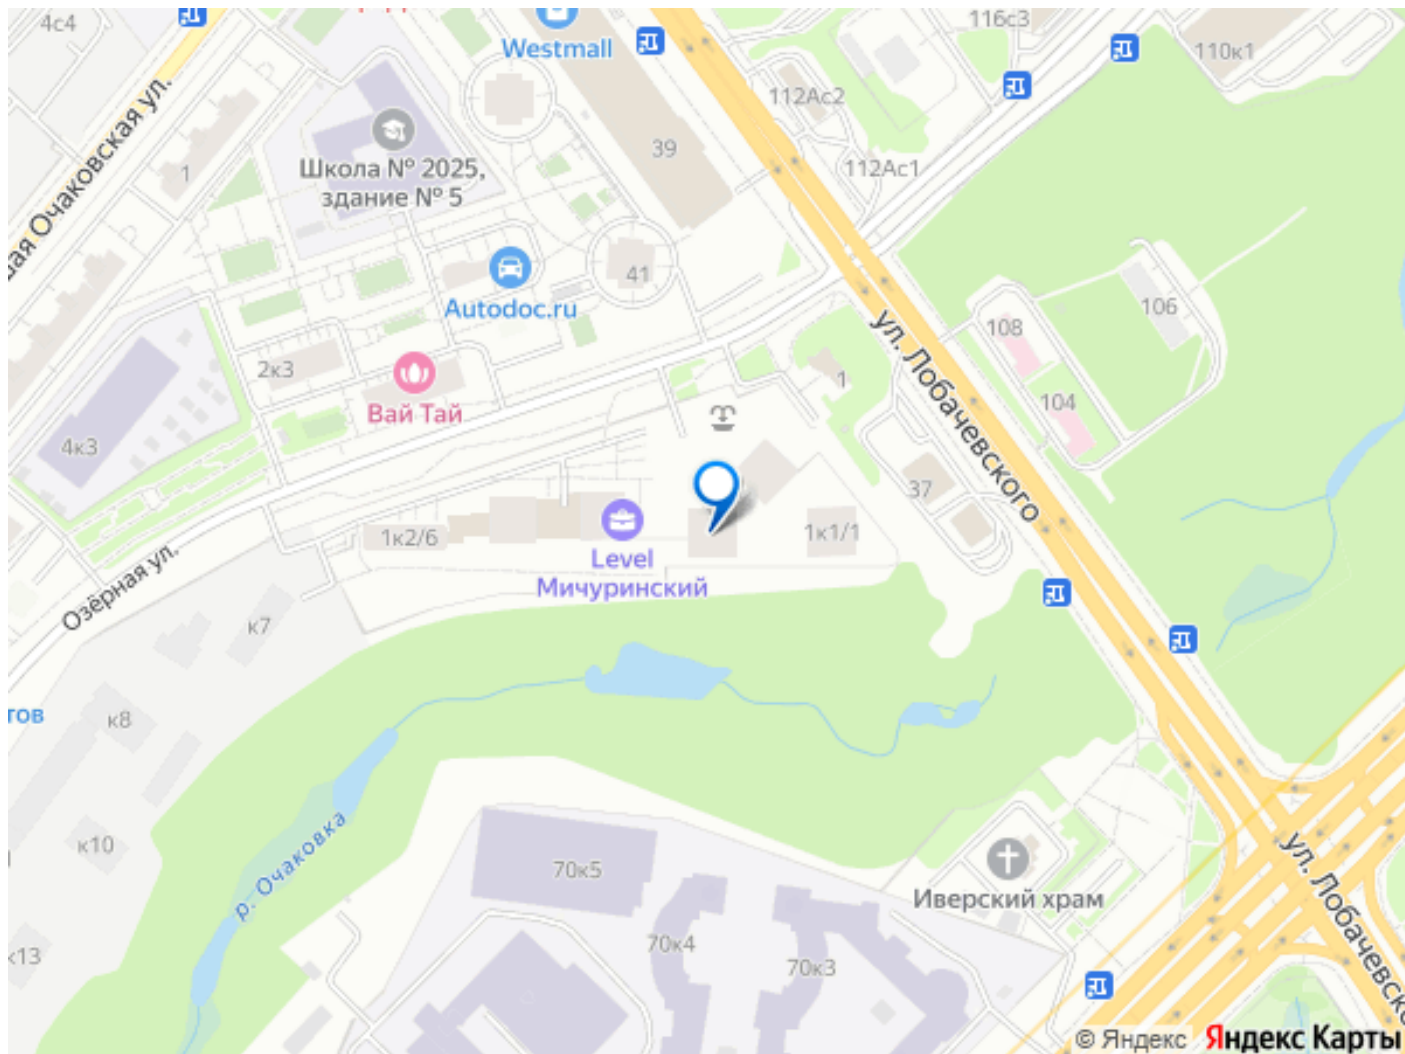 4с4
Westmall
116с3
110к1
112Ас2
39
112Ас1
Школа № 2025,
здание № 5
1
вая Очаковская ул.
41
Autodoc.ru
106
108
ул. Лобачевского
2к3
1
Вай Тай
104
4к3
37
1к2/6
1к1/1
Level
Мичуринский
Озёрная ул.
к7
тов
к8
к10
р. Очаковка
70к5
Иверский храм
ул. Лобачевско
70к4
70к3
к13
© Яндекс Яндекс Карты